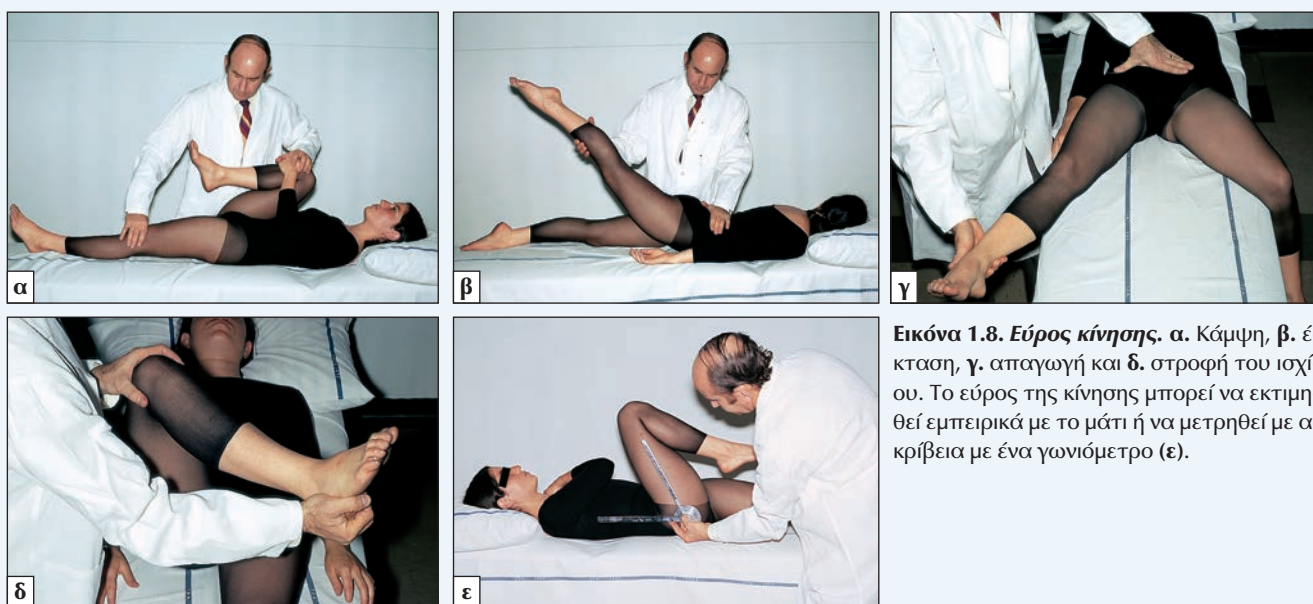 α
β
γ
Εικόνα 1.8. Εύρος κίνησης. α. Κάμψη, β. έ
κταση, γ. απαγωγή και δ. στροφή του ισχί
ου. Το εύρος της κίνησης μπορεί να εκτιμη
θεί εμπειρικά με το μάτι ή να μετρηθεί με α
κρίβεια με ένα γωνιόμετρο (ε).
δ
ε